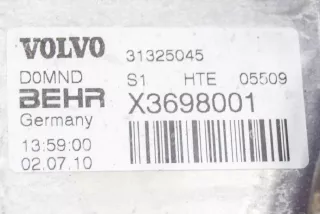 VOLVO 31325045
D0MND S1 HTE 05509
BEHR X3698001
Germany
13:59:00
02.07.10